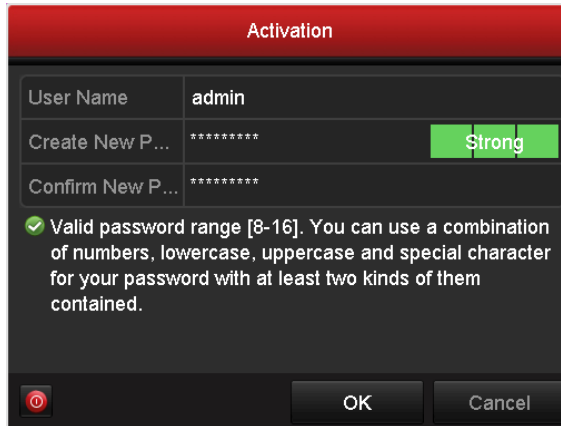 Activation
User Name admin
Create New P... ********* Strong
Confirm New P... *********
Valid password range [8-16]. You can use a combination
of numbers, lowercase, uppercase and special character
for your password with at least two kinds of them
contained.
OK Cancel